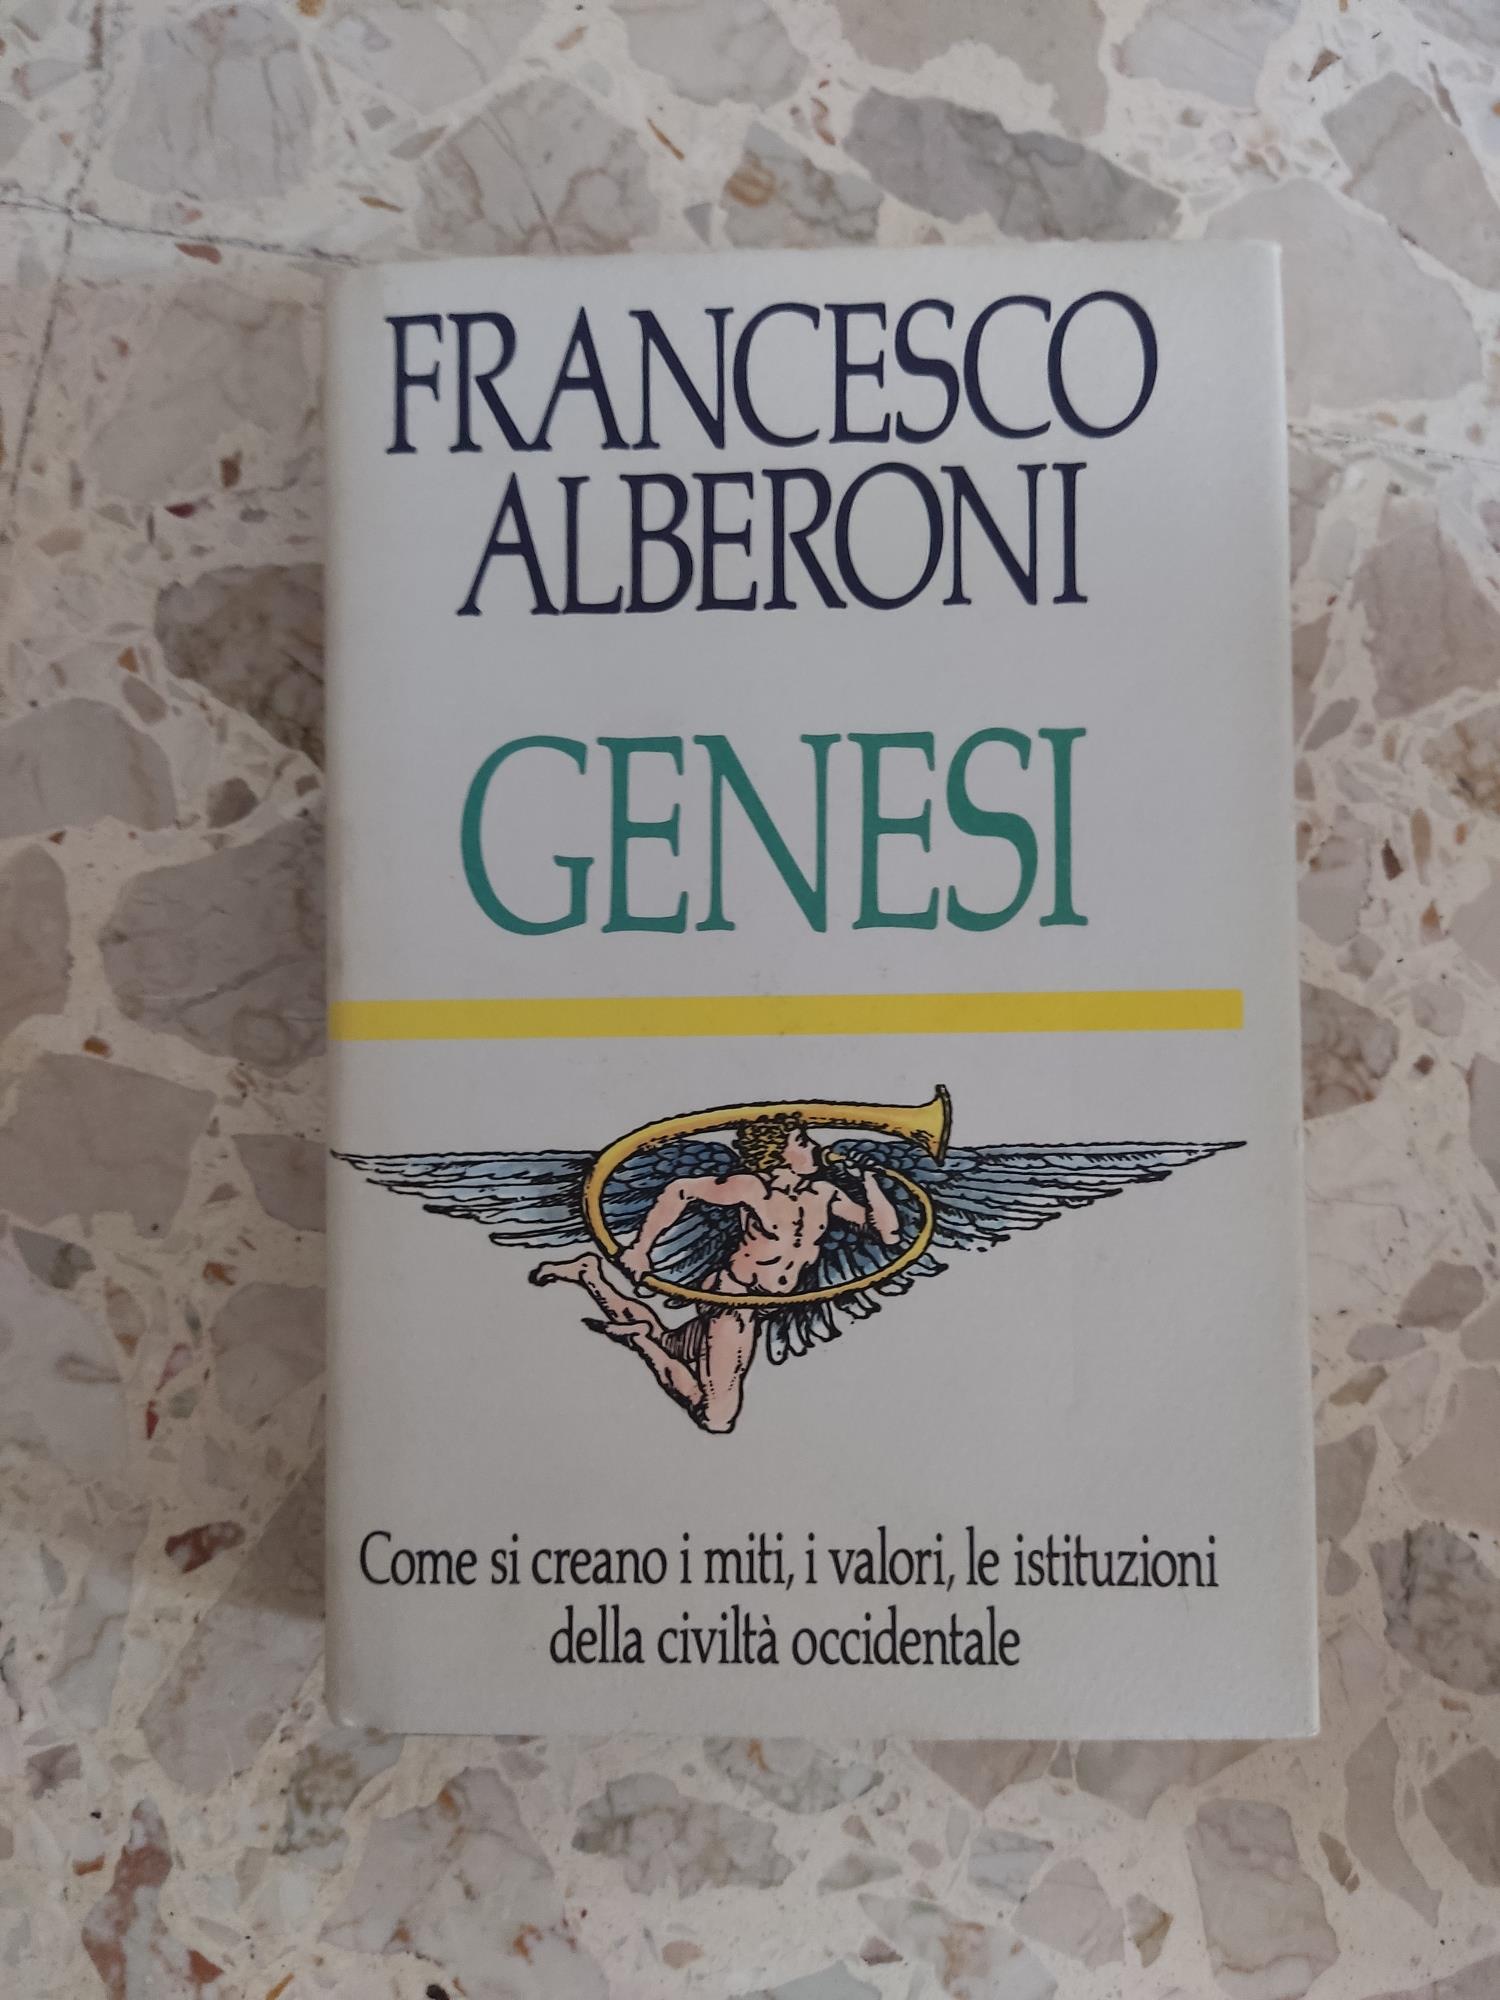 FRANCESCO
ALBERONI
GENESI
Come si creano i miti, i valori, le istituzioni
della civiltà occidentale